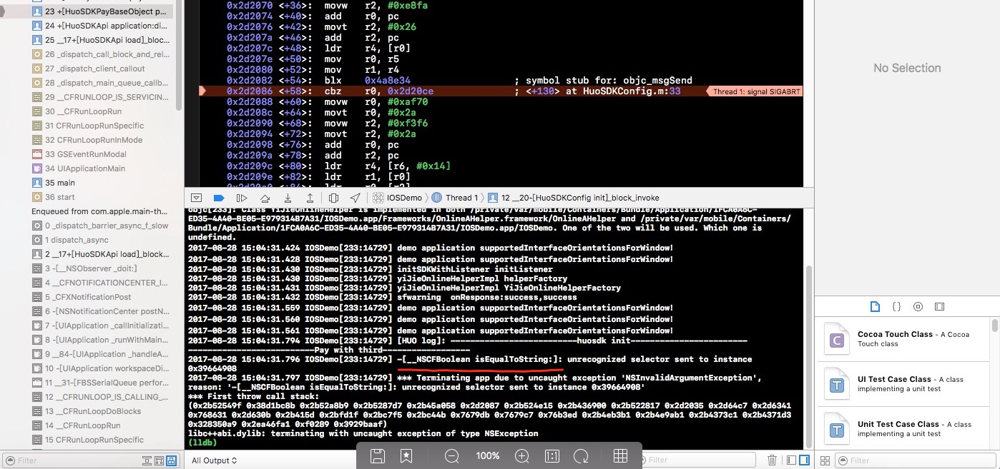 23 +[HuoSDKPayBaseObject p...
24 +[HuoSDKApi application:di...
25 __17+[HuoSDKApi load]_bloc...
26 _dispatch_call_block_and_rel...
27 _dispatch_client_callout
28 _dispatch_main_queue_callb...
29 __CFRUNLOOP_IS_SERVICIN...
30 __CFRunLoopRun
31 CFRunLoopRunSpecific
32 CFRunLoopRunInMode
33 GSEventRunModal
34 UIApplicationMain
35 main
36 start
Enqueued from com.apple.main-th...
0 _dispatch_barrier_async_f_slow
1 dispatch_async
2 __17+[HuoSDKApi load]_block...
3 -[__NSObserver _doit:]
4 __CFNOTIFICATIONCENTER_I...
5 _CFXNotificationPost
6 -[NSNotificationCenter postN...
7 -[UIApplication _callInitializati...
8 -[UIApplication _runWithMain...
9 __84-[UIApplication _handleA...
10 -[UIApplication workspaceDi...
11 __31-[FBSSerialQueue perfor...
12 __CFRUNLOOP_IS_CALLING_...
13 __CFRunLoopDoBlocks
14 __CFRunLoopRun
15 CFRunLoopRunSpecific
Filter
0x2d2070 <+36>: movw r2, #0xe8fa
0x2d2074 <+40>: add r0, pc
0x2d2076 <+42>: movt r2, #0x26
0x2d207a <+46>: add r2, pc
0x2d207c <+48>: ldr r4, [r0]
0x2d207e <+50>: mov r0, r5
0x2d2080 <+52>: mov r1, r4
0x2d2082 <+54>: blx 0x4a8e34 ; symbol stub for: objc_msgSend
0x2d2086 <+58>: cbz r0, 0x2d20ce ; <+130> at HuoSDKConfig.m:33 Thread 1: signal SIGABRT
0x2d2088 <+60>: movw r0, #0xaf70
0x2d208c <+64>: movt r0, #0x2a
0x2d2090 <+68>: movw r2, #0xf3f6
0x2d2094 <+72>: movt r2, #0x2a
0x2d2098 <+76>: add r0, pc
0x2d209a <+78>: add r2, pc
0x2d209c <+80>: ldr r4, [r6, #0x14]
0x2d209e <+82>: ldr r1, [r0]
IOSDemo Thread 1 12 __20-[HuoSDKConfig init]_block_invoke
objc[233]: Class YiJieOnlineHelper is implemented in both /private/var/mobile/Containers/Bundle/Application/1FCA0A6C-
ED35-4A40-BE05-E979314B7A31/IOSDemo.app/Frameworks/OnlineAHelper.framework/OnlineAHelper and /private/var/mobile/Containers/
Bundle/Application/1FCA0A6C-ED35-4A40-BE05-E979314B7A31/IOSDemo.app/IOSDemo. One of the two will be used. Which one is
undefined.
2017-08-28 15:04:31.424 IOSDemo[233:14729] demo application supportedInterfaceOrientationsForWindow!
2017-08-28 15:04:31.428 IOSDemo[233:14729] demo application supportedInterfaceOrientationsForWindow!
2017-08-28 15:04:31.430 IOSDemo[233:14729] initSDKWithListener initListener
2017-08-28 15:04:31.430 IOSDemo[233:14729] yiJieOnlineHelperImpl helperFactory
2017-08-28 15:04:31.431 IOSDemo[233:14729] yiJieOnlineHelperFactory YiJieOnlineHelperFactory
2017-08-28 15:04:31.432 IOSDemo[233:14729] sfwarning onResponse:success,success
2017-08-28 15:04:31.559 IOSDemo[233:14729] demo application supportedInterfaceOrientationsForWindow!
2017-08-28 15:04:31.560 IOSDemo[233:14729] demo application supportedInterfaceOrientationsForWindow!
2017-08-28 15:04:31.561 IOSDemo[233:14729] demo application supportedInterfaceOrientationsForWindow!
2017-08-28 15:04:31.794 IOSDemo[233:14729] [HUO log]: --------------------------huosdk init------------------------
--------------------------Pay with third------------------
2017-08-28 15:04:31.796 IOSDemo[233:14729] -[__NSCFBoolean isEqualToString:]: unrecognized selector sent to instance
0x39664908
2017-08-28 15:04:31.797 IOSDemo[233:14729] *** Terminating app due to uncaught exception 'NSInvalidArgumentException',
reason: '-[__NSCFBoolean isEqualToString:]: unrecognized selector sent to instance 0x39664908'
*** First throw call stack:
(0x2b52549f 0x38d1bc8b 0x2b52a8b9 0x2b5287d7 0x2b45a058 0x2d2087 0x2b524e15 0x2b436900 0x2b522817 0x2d2035 0x2d64c7 0x2d6341
0x768631 0x2d630b 0x2b415d 0x2bfd1f 0x2bc7f5 0x2bc44b 0x7679db 0x7679c7 0x76b3ed 0x2b4eb3b1 0x2b4e9ab1 0x2b4373c1 0x2b4371d3
0x328350a9 0x2ea46fa1 0xf0289 0x3929baaf)
libc++abi.dylib: terminating with uncaught exception of type NSException
(lldb)
All Output
100%
Filter
No Selection
Cocoa Touch Class - A Cocoa
Touch class
UI Test Case Class - A class
implementing a unit test
Unit Test Case Class - A class
implementing a unit test
Filter